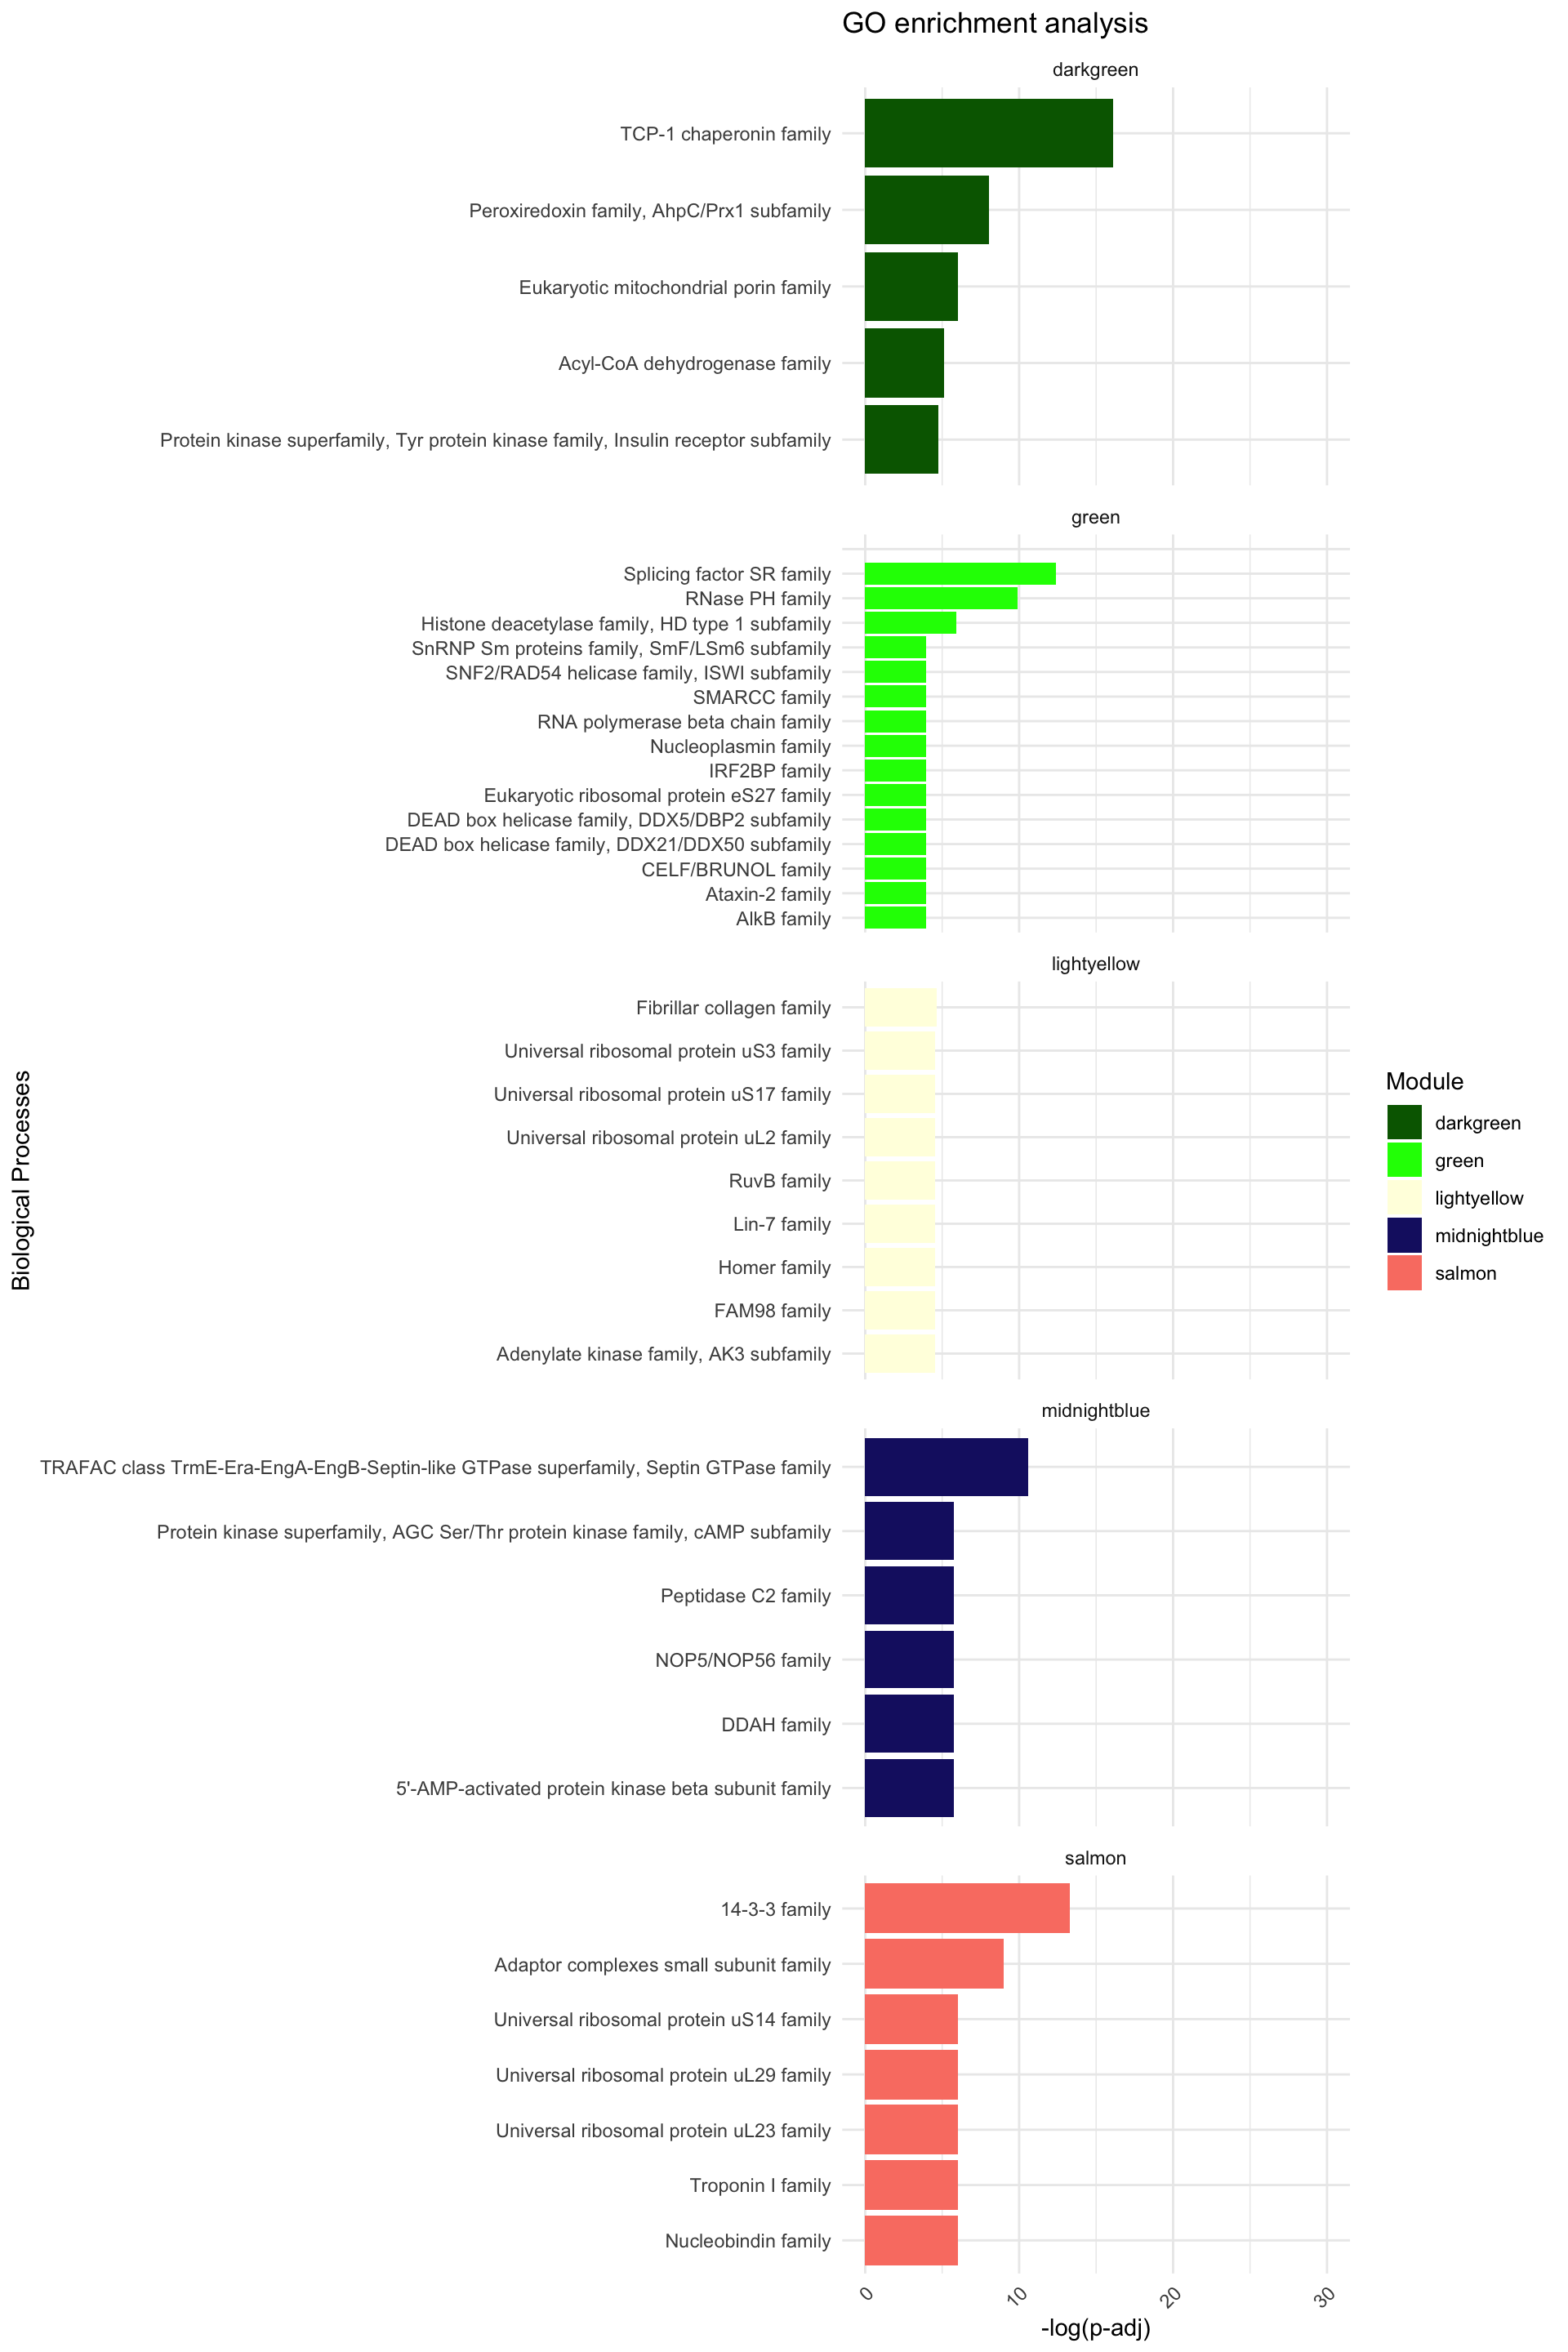 GO enrichment analysis
darkgreen
TCP-1 chaperonin family
Peroxiredoxin family, AhpC/Prx1 subfamily
Eukaryotic mitochondrial porin family
Acyl-CoA dehydrogenase family
Protein kinase superfamily, Tyr protein kinase family, Insulin receptor subfamily
green
Splicing factor SR family
RNase PH family
Histone deacetylase family, HD type 1 subfamily
SnRNP Sm proteins family, SmF/LSm6 subfamily
SNF2/RAD54 helicase family, ISWI subfamily
SMARCC family
RNA polymerase beta chain family
Nucleoplasmin family
IRF2BP family
Eukaryotic ribosomal protein eS27 family
DEAD box helicase family, DDX5/DBP2 subfamily
DEAD box helicase family, DDX21/DDX50 subfamily
CELF/BRUNOL family
Ataxin-2 family
AlkB family
lightyellow
Fibrillar collagen family
Universal ribosomal protein uS3 family
Universal ribosomal protein uS17 family
Universal ribosomal protein uL2 family
RuvB family
Lin-7 family
Homer family
FAM98 family
Adenylate kinase family, AK3 subfamily
midnightblue
TRAFAC class TrmE-Era-EngA-EngB-Septin-like GTPase superfamily, Septin GTPase family
Protein kinase superfamily, AGC Ser/Thr protein kinase family, cAMP subfamily
Peptidase C2 family
NOP5/NOP56 family
DDAH family
5'-AMP-activated protein kinase beta subunit family
salmon
14-3-3 family
Adaptor complexes small subunit family
Universal ribosomal protein uS14 family
Universal ribosomal protein uL29 family
Universal ribosomal protein uL23 family
Troponin I family
Nucleobindin family
0 10 20 30
-log(p-adj)
Biological Processes
Module
darkgreen
green
lightyellow
midnightblue
salmon